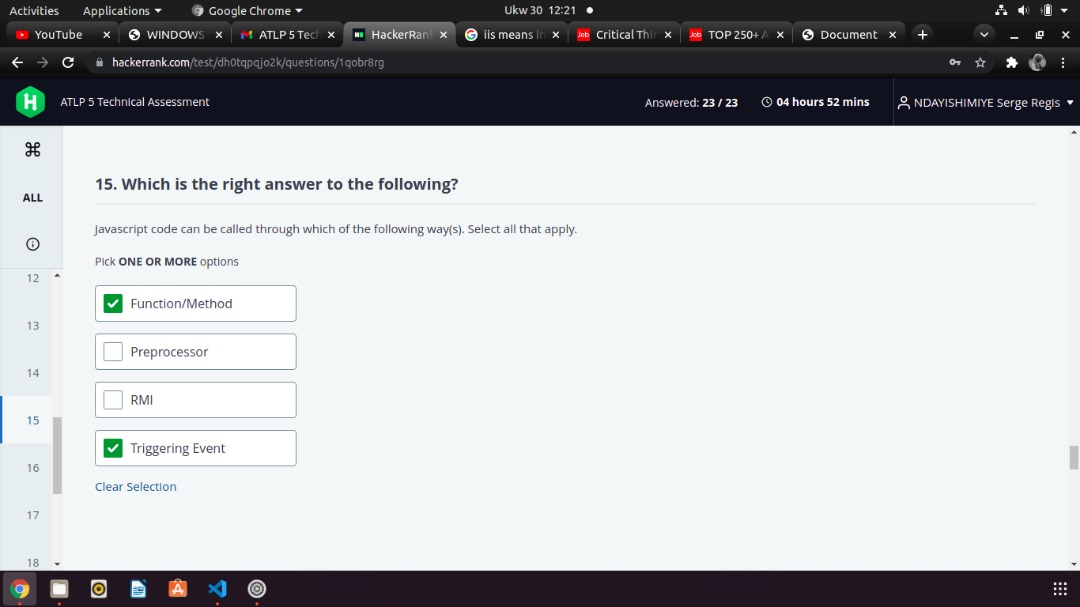 Activities Applications Google Chrome Ukw 30 12:21
YouTube WINDOWS ATLP 5 Tech HackerRan iis means in Critical Thin TOP 250+ A Document
hackerrank.com/test/dh0tqpqjo2k/questions/1qobr8rg
H ATLP 5 Technical Assessment Answered: 23 / 23 04 hours 52 mins NDAYISHIMIYE Serge Regis
ALL
12
13
14
15
16
17
18
15. Which is the right answer to the following?
Javascript code can be called through which of the following way(s). Select all that apply.
Pick ONE OR MORE options
Function/Method
Preprocessor
RMI
Triggering Event
Clear Selection